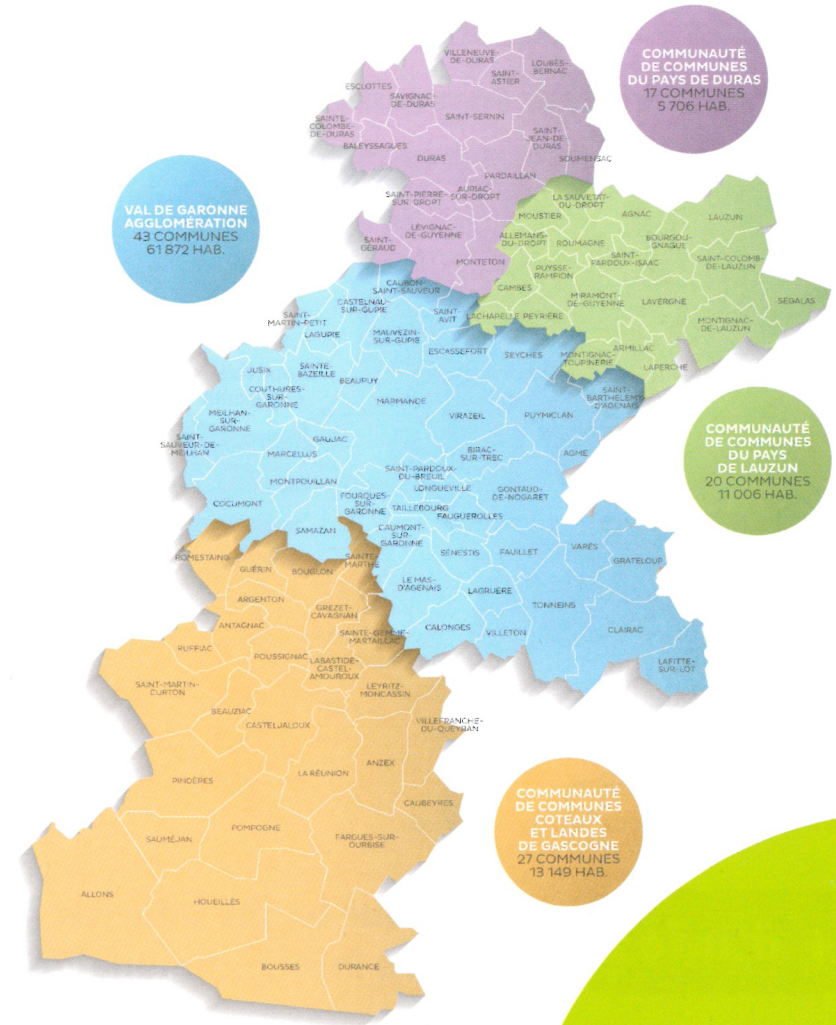 COMMUNAUTÉ
DE COMMUNES
DU PAYS DE DURAS
17 COMMUNES
5 706 HAB.
VILLENEUVE-
DE-DURAS
LOUBÈS-
BERNAC
SAINT-
ASTIER
ESCLOTTES
SAVIGNAC-
DE-DURAS
SAINTE-
COLOMBE-
DE-DURAS
SAINT-SERNIN
SAINT-
JEAN-DE-
DURAS
BALEYSSAGUES
DURAS
SOUMENSAC
PARDAILLAN
SAINT-PIERRE-
SUR-DROPT
AURIAC-
SUR-DROPT
LÉVIGNAC-
DE-GUYENNE
SAINT-
GÉRAUD
MONTETON
VAL DE GARONNE
AGGLOMÉRATION
43 COMMUNES
61 872 HAB.
LA SAUVETAT-
DU-DROPT
MOUSTIER
AGNAC
LAUZUN
ALLEMANS-
DU-DROPT
ROUMAGNE
BOURGOU-
GNAGUE
SAINT-
PARDOUX-ISAAC
SAINT-COLOMB-
DE-LAUZUN
PUYSSE-
RAMPION
CAMBES
MIRAMONT-
DE-GUYENNE
LAVERGNE
SÉGALAS
LACHAPELLE
PEYRIÈRE
MONTIGNAC-
DE-LAUZUN
ARMILLAC
MONTIGNAC-
TOUPINERIE
LAPERCHE
CAUBON-
SAINT-SAUVEUR
CASTELNAU-
SUR-GUPIE
SAINT-
MARTIN-PETIT
SAINT-
AVIT
LAGUPIE
MAUVEZIN-
SUR-GUPIE
ESCASSEFORT
SEYCHES
JUSIX
SAINTE-
BAZEILLE
BEAUPUY
SAINT-
BARTHÉLEMY-
D'AGENAIS
COUTHURES-
SUR-
GARONNE
MARMANDE
MEILHAN-
SUR-
GARONNE
VIRAZEIL
PUYMICLAN
SAINT-
SAUVEUR-DE-
MEILHAN
GAUJAC
MARCELLUS
BIRAC-
SUR-TREC
AGMÉ
SAINT-PARDOUX-
DU-BREUIL
MONTPOUILLAN
LONGUEVILLE
GONTAUD-
DE-NOGARET
COCUMONT
FOURQUES-
SUR-
GARONNE
TAILLEBOURG
FAUGUEROLLES
SAMAZAN
CAUMONT-
SUR-
GARONNE
SÉNESTIS
FAUILLET
VARÈS
GRATELOUP
SAINTE-
MARTHE
LE MAS-
D'AGENAIS
LAGRUÈRE
TONNEINS
CALONGES
VILLETON
CLAIRAC
LAFITTE-
SUR-LOT
COMMUNAUTÉ
DE COMMUNES
DU PAYS
DE LAUZUN
20 COMMUNES
11 006 HAB.
ROMESTAING
GUÉRIN
BOUGLON
ARGENTON
GREZET-
CAVAGNAN
ANTAGNAC
SAINTE-GEMME-
MARTAILLAC
RUFFIAC
POUSSIGNAC
LABASTIDE-
CASTEL-
AMOUROUX
LEYRITZ-
MONCASSIN
SAINT-MARTIN-
CURTON
BEAUZIAC
CASTELJALOUX
VILLEFRANCHE-
DU-QUEYRAN
ANZEX
LA RÉUNION
PINDÈRES
CAUBEYRES
POMPOGNE
SAUMÉJAN
FARGUES-SUR-
OURBISE
ALLONS
HOUEILLÈS
BOUSSES
DURANCE
COMMUNAUTÉ
DE COMMUNES
COTEAUX
ET LANDES
DE GASCOGNE
27 COMMUNES
13 149 HAB.